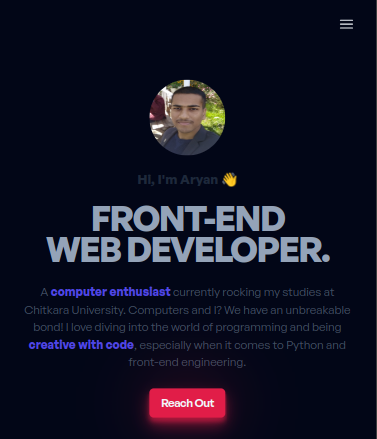 Hi, I'm Aryan 👋
FRONT-END
WEB DEVELOPER.
A computer enthusiast currently rocking my studies at
Chitkara University. Computers and I? We have an unbreakable
bond! I love diving into the world of programming and being
creative with code, especially when it comes to Python and
front-end engineering.
Reach Out